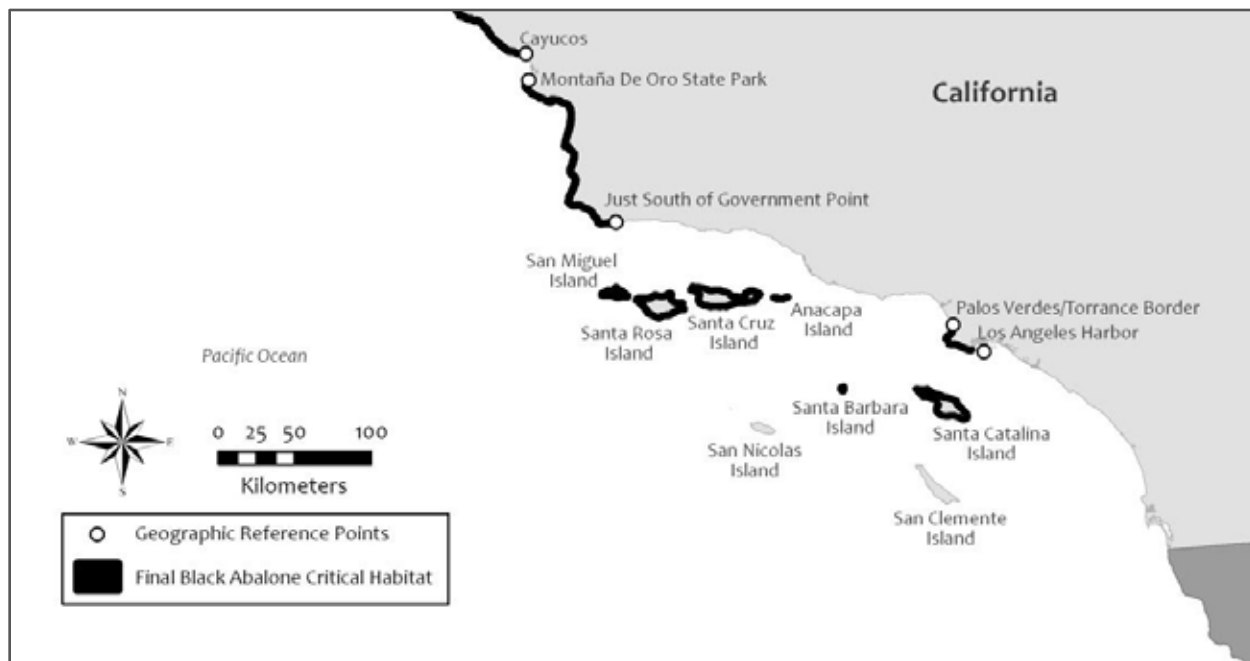 Cayucos
Montaña De Oro State Park
California
Just South of Government Point
San Miguel
Island
Santa Rosa
Island
Santa Cruz
Island
Anacapa
Island
Palos Verdes/Torrance Border
Los Angeles Harbor
Pacific Ocean
Santa Barbara
Island
Santa Catalina
Island
San Nicolas
Island
San Clemente
Island
N
W
E
S
0 25 50 100
Kilometers
Geographic Reference Points
Final Black Abalone Critical Habitat